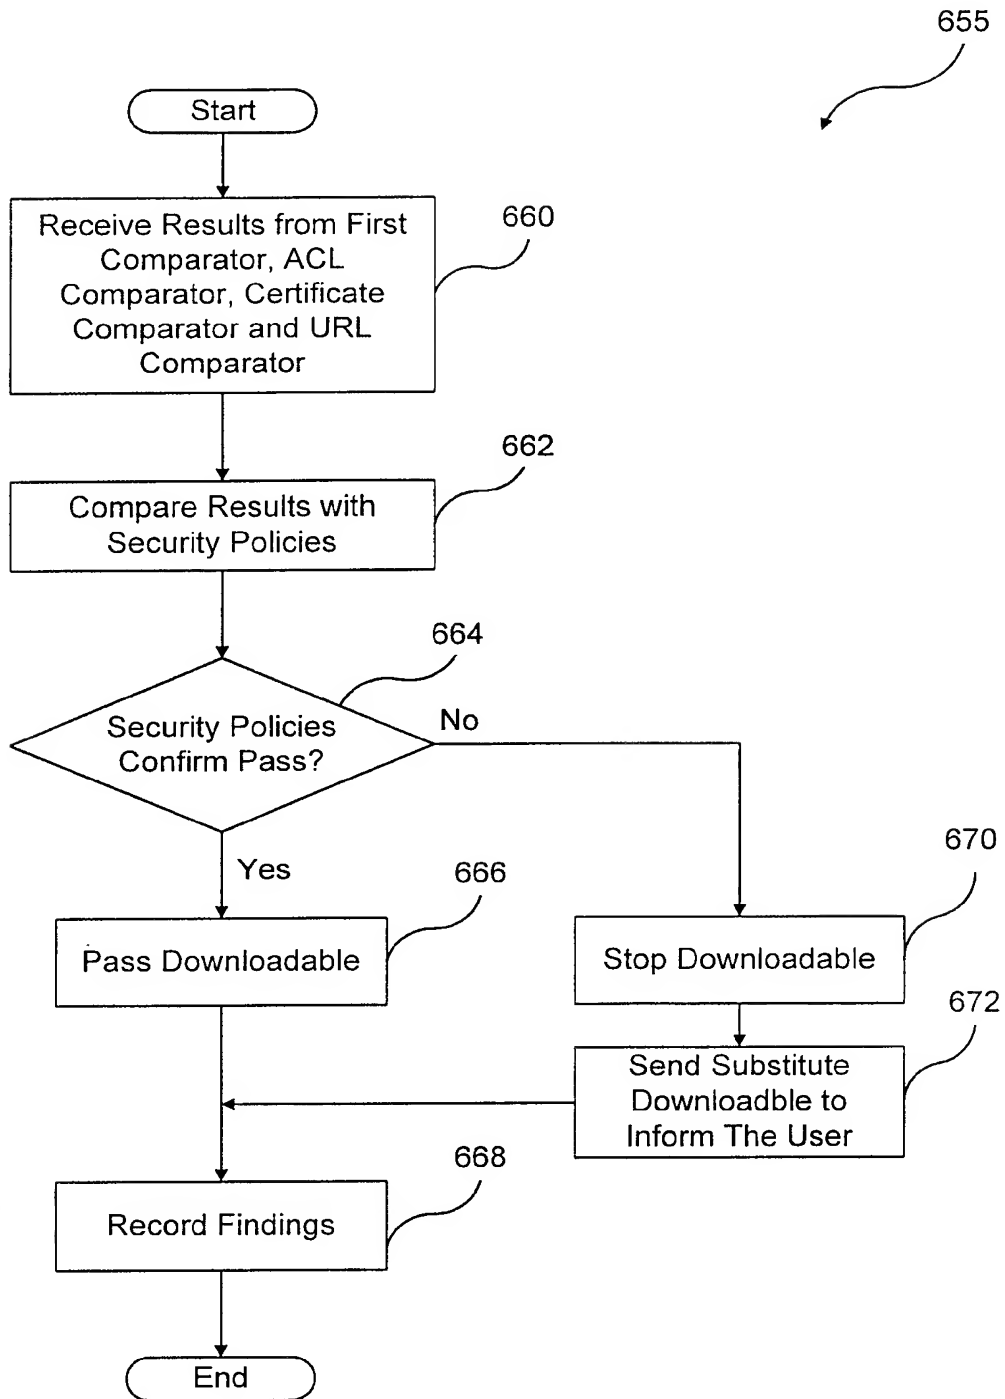 655
Start
Receive Results from First
Comparator, ACL
Comparator, Certificate
Comparator and URL
Comparator
660
662
Compare Results with
Security Policies
664
Security Policies
Confirm Pass?
No
Yes
666
Pass Downloadable
670
Stop Downloadable
672
Send Substitute
Downloadble to
Inform The User
668
Record Findings
End